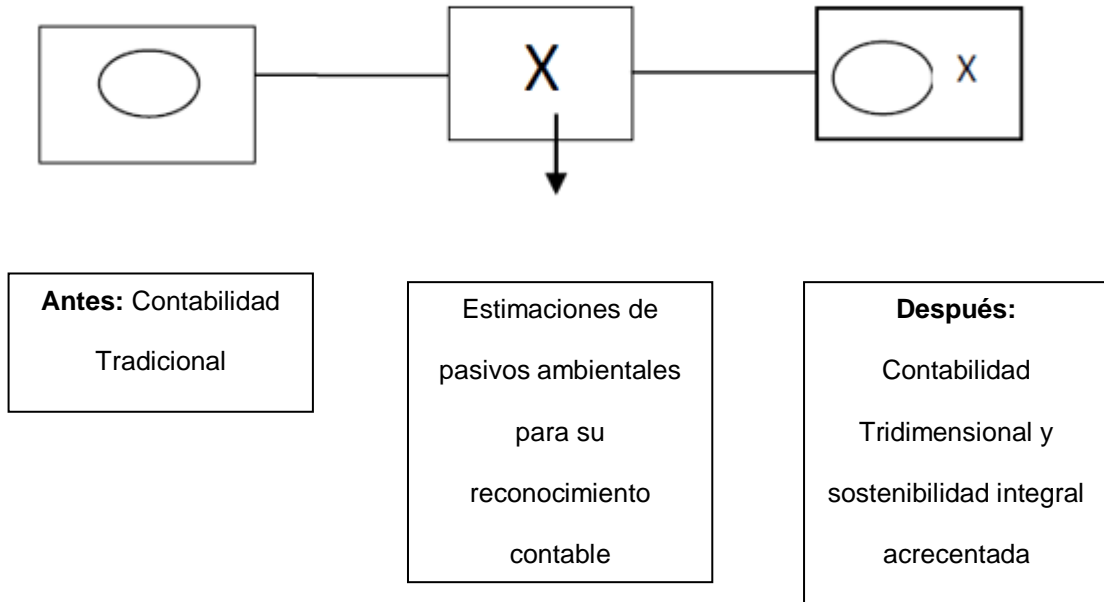 X
X
Antes: Contabilidad
Tradicional
Estimaciones de
pasivos ambientales
para su
reconocimiento
contable
Después:
Contabilidad
Tridimensional y
sostenibilidad integral
acrecentada